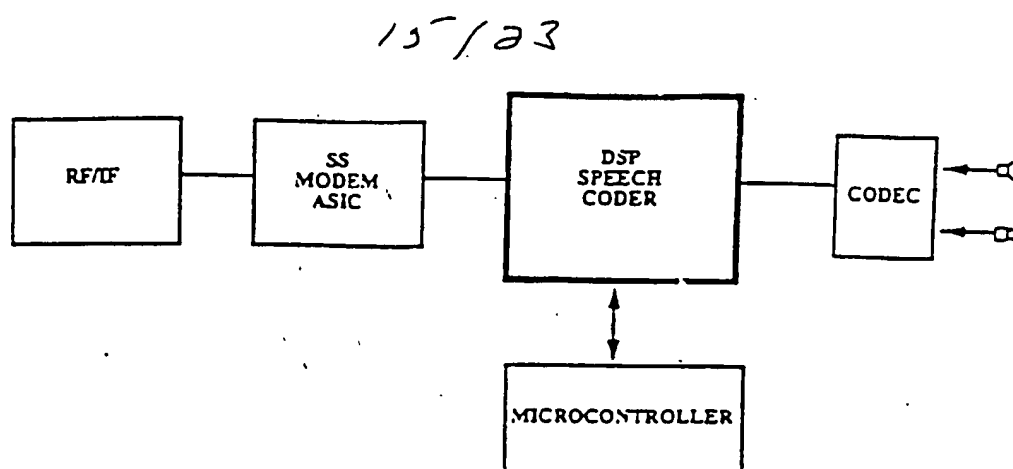 15/23
RF/IF
SS
MODEM
ASIC
DSP
SPEECH
CODER
CODEC
MICROCONTROLLER